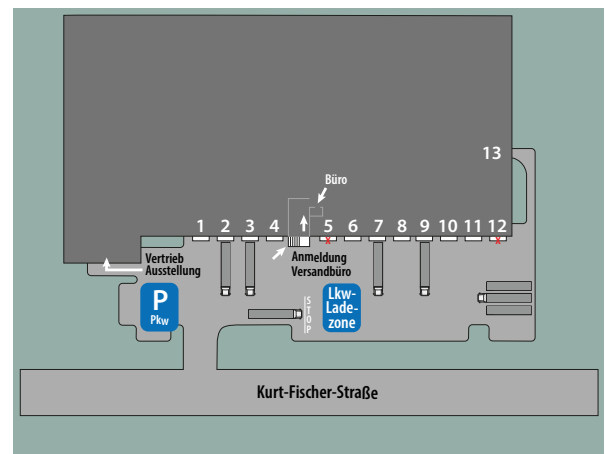 13
Büro
1 2 3 4 5 6 7 8 9 10 11 12
Vertrieb
Ausstellung
Anmeldung
Versandbüro
P
Pkw
STOP
Lkw-
Lade-
zone
Kurt-Fischer-Straße